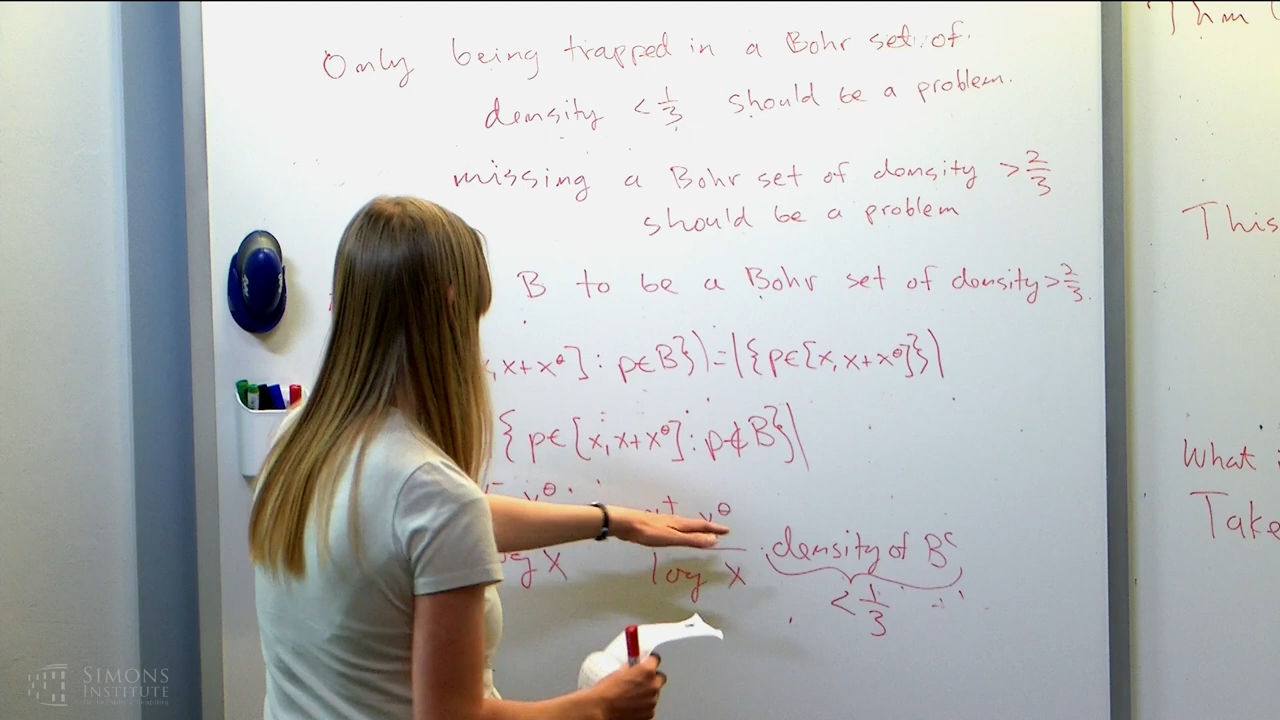 Only being trapped in a Bohr set of
density < 1/3 should be a problem.
missing a Bohr set of density > 2/3
should be a problem
B to be a Bohr set of density > 2/3.
, x+x^θ] : p∈B}| = |{p∈[x, x+x^θ]}|
{p∈[x, x+x^θ] : p∉B}|
x^θ + x^θ
log x log x density of B^c
< 1/3
Thm
This
What
Take
SIMONS
INSTITUTE